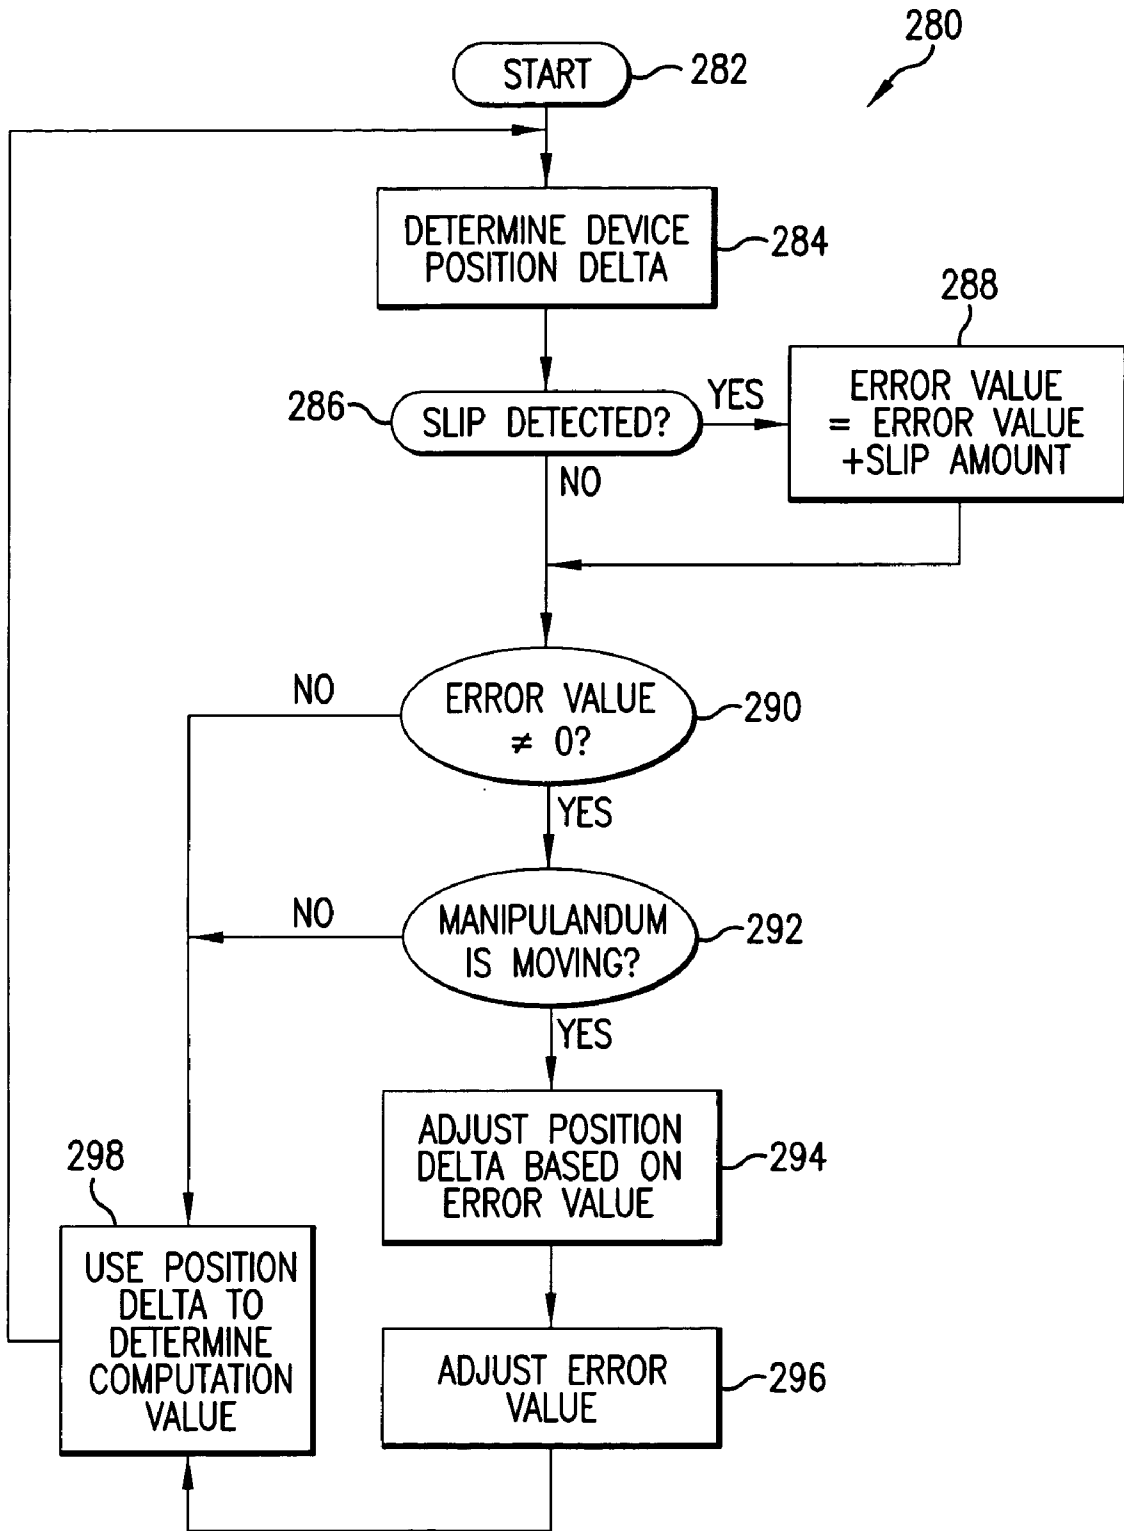 280
START
282
DETERMINE DEVICE
POSITION DELTA
284
288
286
SLIP DETECTED?
YES
ERROR VALUE
= ERROR VALUE
+SLIP AMOUNT
NO
NO
ERROR VALUE
≠ 0?
290
YES
NO
MANIPULANDUM
IS MOVING?
292
YES
ADJUST POSITION
DELTA BASED ON
ERROR VALUE
294
298
USE POSITION
DELTA TO
DETERMINE
COMPUTATION
VALUE
ADJUST ERROR
VALUE
296